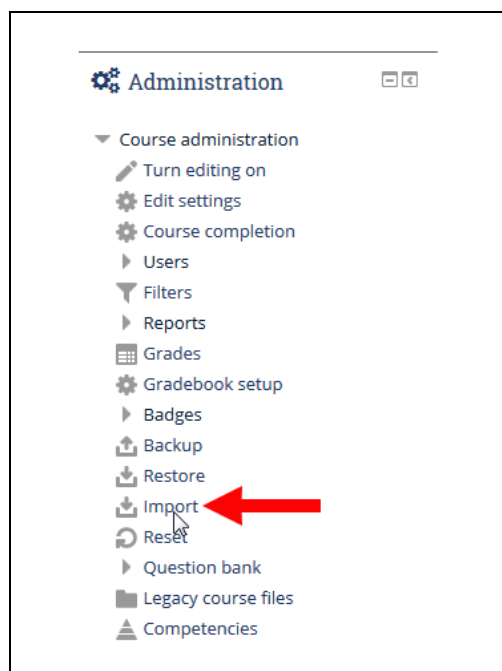 Administration
Course administration
Turn editing on
Edit settings
Course completion
Users
Filters
Reports
Grades
Gradebook setup
Badges
Backup
Restore
Import
Reset
Question bank
Legacy course files
Competencies